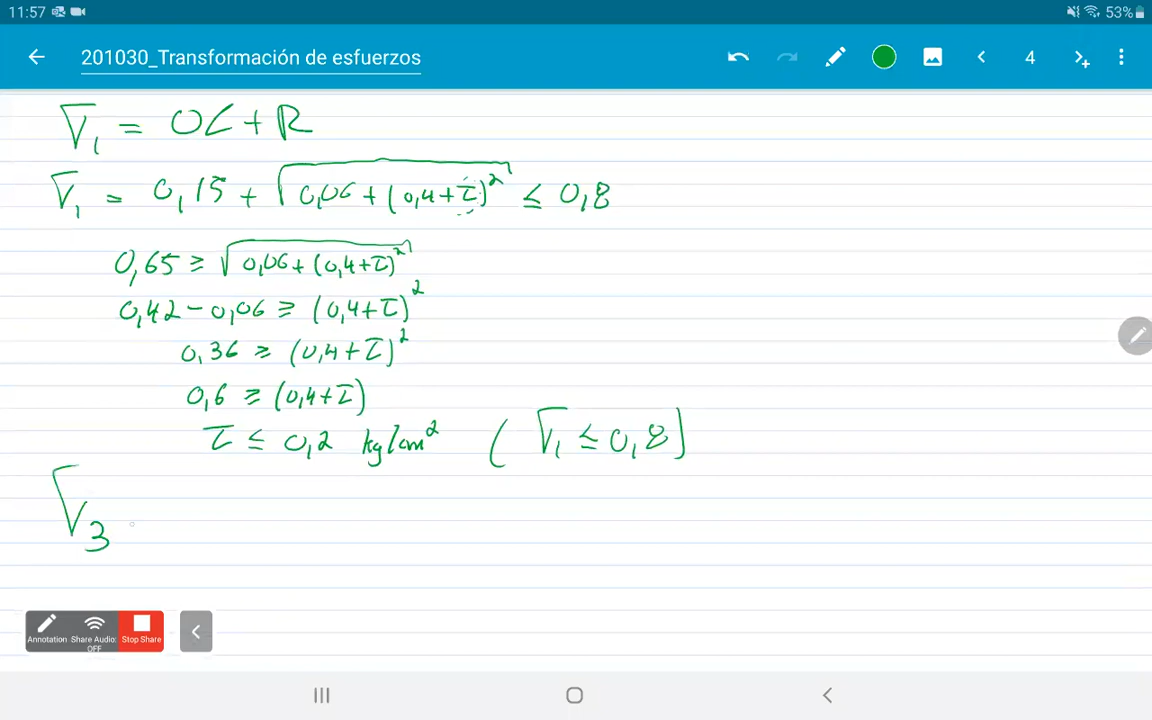 11:57 53%
201030_Transformación de esfuerzos 4
σ₁ = OC + R
σ₁ = 0,15 + √(0,06 + (0,4 + τ)²) ≤ 0,8
0,65 ≥ √(0,06 + (0,4 + τ)²)
0,42 - 0,06 ≥ (0,4 + τ)²
0,36 ≥ (0,4 + τ)²
0,6 ≥ (0,4 + τ)
τ ≤ 0,2 kg/cm² ( σ₁ ≤ 0,8 )
σ₃
Annotation Share Audio: OFF Stop Share